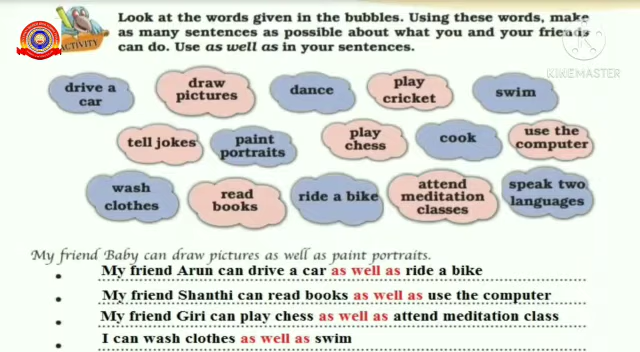 Look at the words given in the bubbles. Using these words, make
as many sentences as possible about what you and your friends
can do. Use as well as in your sentences.
ACTIVITY
KINEMASTER
drive a
car
draw
pictures
dance
play
cricket
swim
tell jokes
paint
portraits
play
chess
cook
use the
computer
wash
clothes
read
books
ride a bike
attend
meditation
classes
speak two
languages
My friend Baby can draw pictures as well as paint portraits.
My friend Arun can drive a car as well as ride a bike
My friend Shanthi can read books as well as use the computer
My friend Giri can play chess as well as attend meditation class
I can wash clothes as well as swim